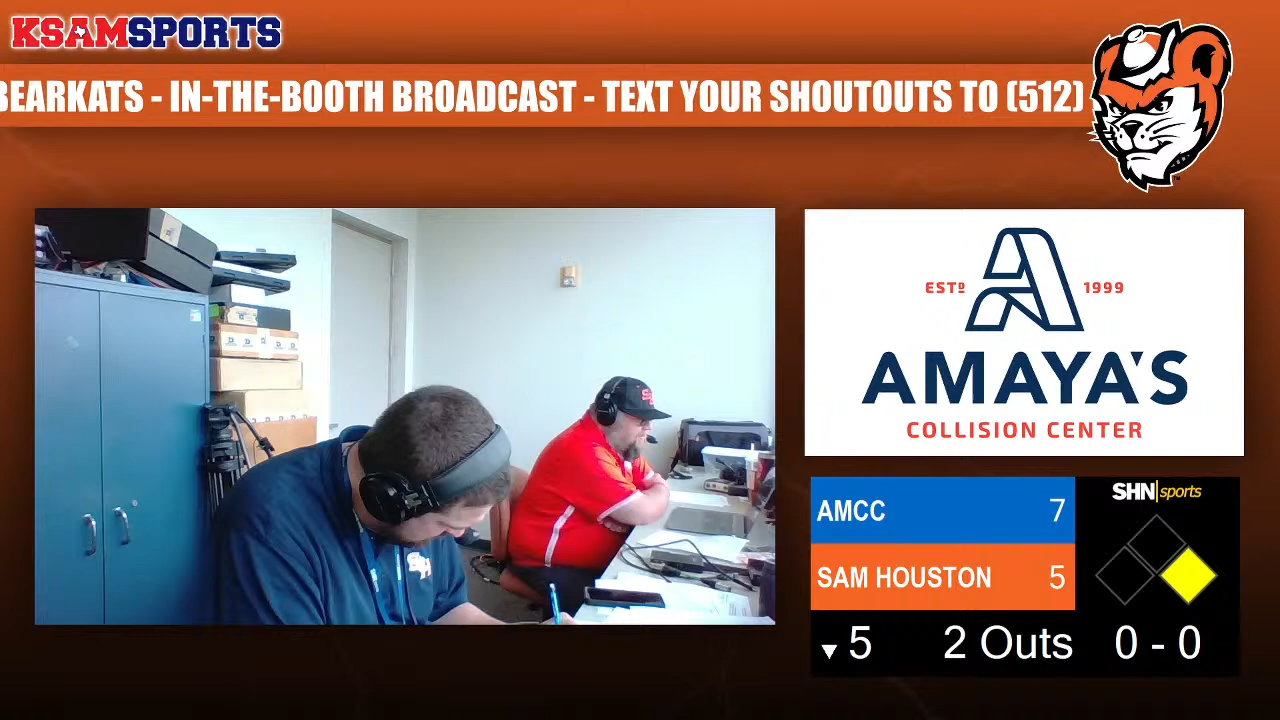 KSAMSPORTS
BEARKATS - IN-THE-BOOTH BROADCAST - TEXT YOUR SHOUTOUTS TO (512)
ESTD 1999
AMAYA'S
COLLISION CENTER
AMCC 7
SHN|sports
SAM HOUSTON 5
▼ 5 2 Outs 0 - 0